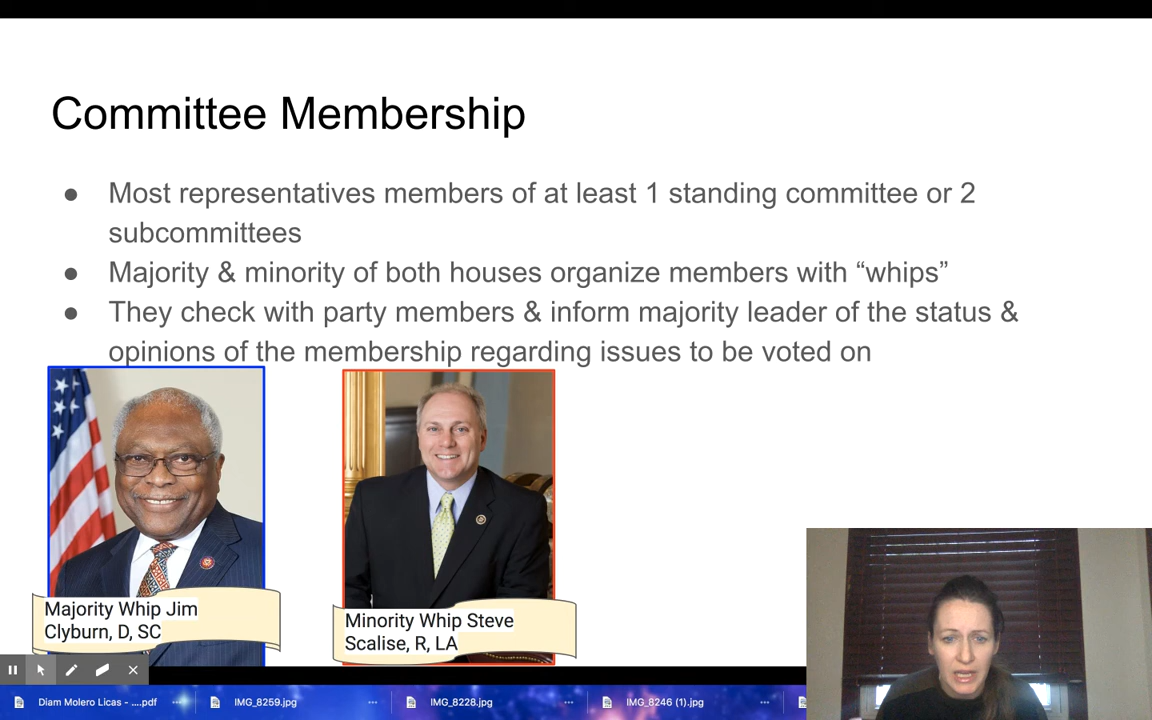 Committee Membership
● Most representatives members of at least 1 standing committee or 2
subcommittees
● Majority & minority of both houses organize members with “whips”
● They check with party members & inform majority leader of the status &
opinions of the membership regarding issues to be voted on
Majority Whip Jim
Clyburn, D, SC
Minority Whip Steve
Scalise, R, LA
Diam Molero Licas - ....pdf
IMG_8259.jpg
IMG_8228.jpg
IMG_8246 (1).jpg